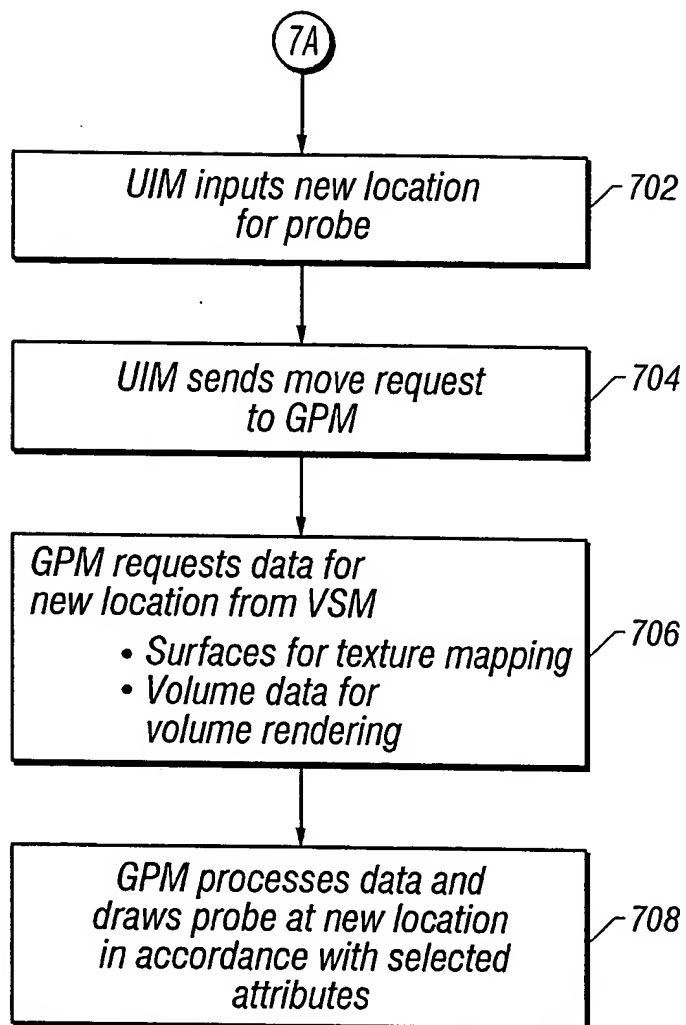 7A
UIM inputs new location
for probe
702
UIM sends move request
to GPM
704
GPM requests data for
new location from VSM
• Surfaces for texture mapping
• Volume data for
volume rendering
706
GPM processes data and
draws probe at new location
in accordance with selected
attributes
708